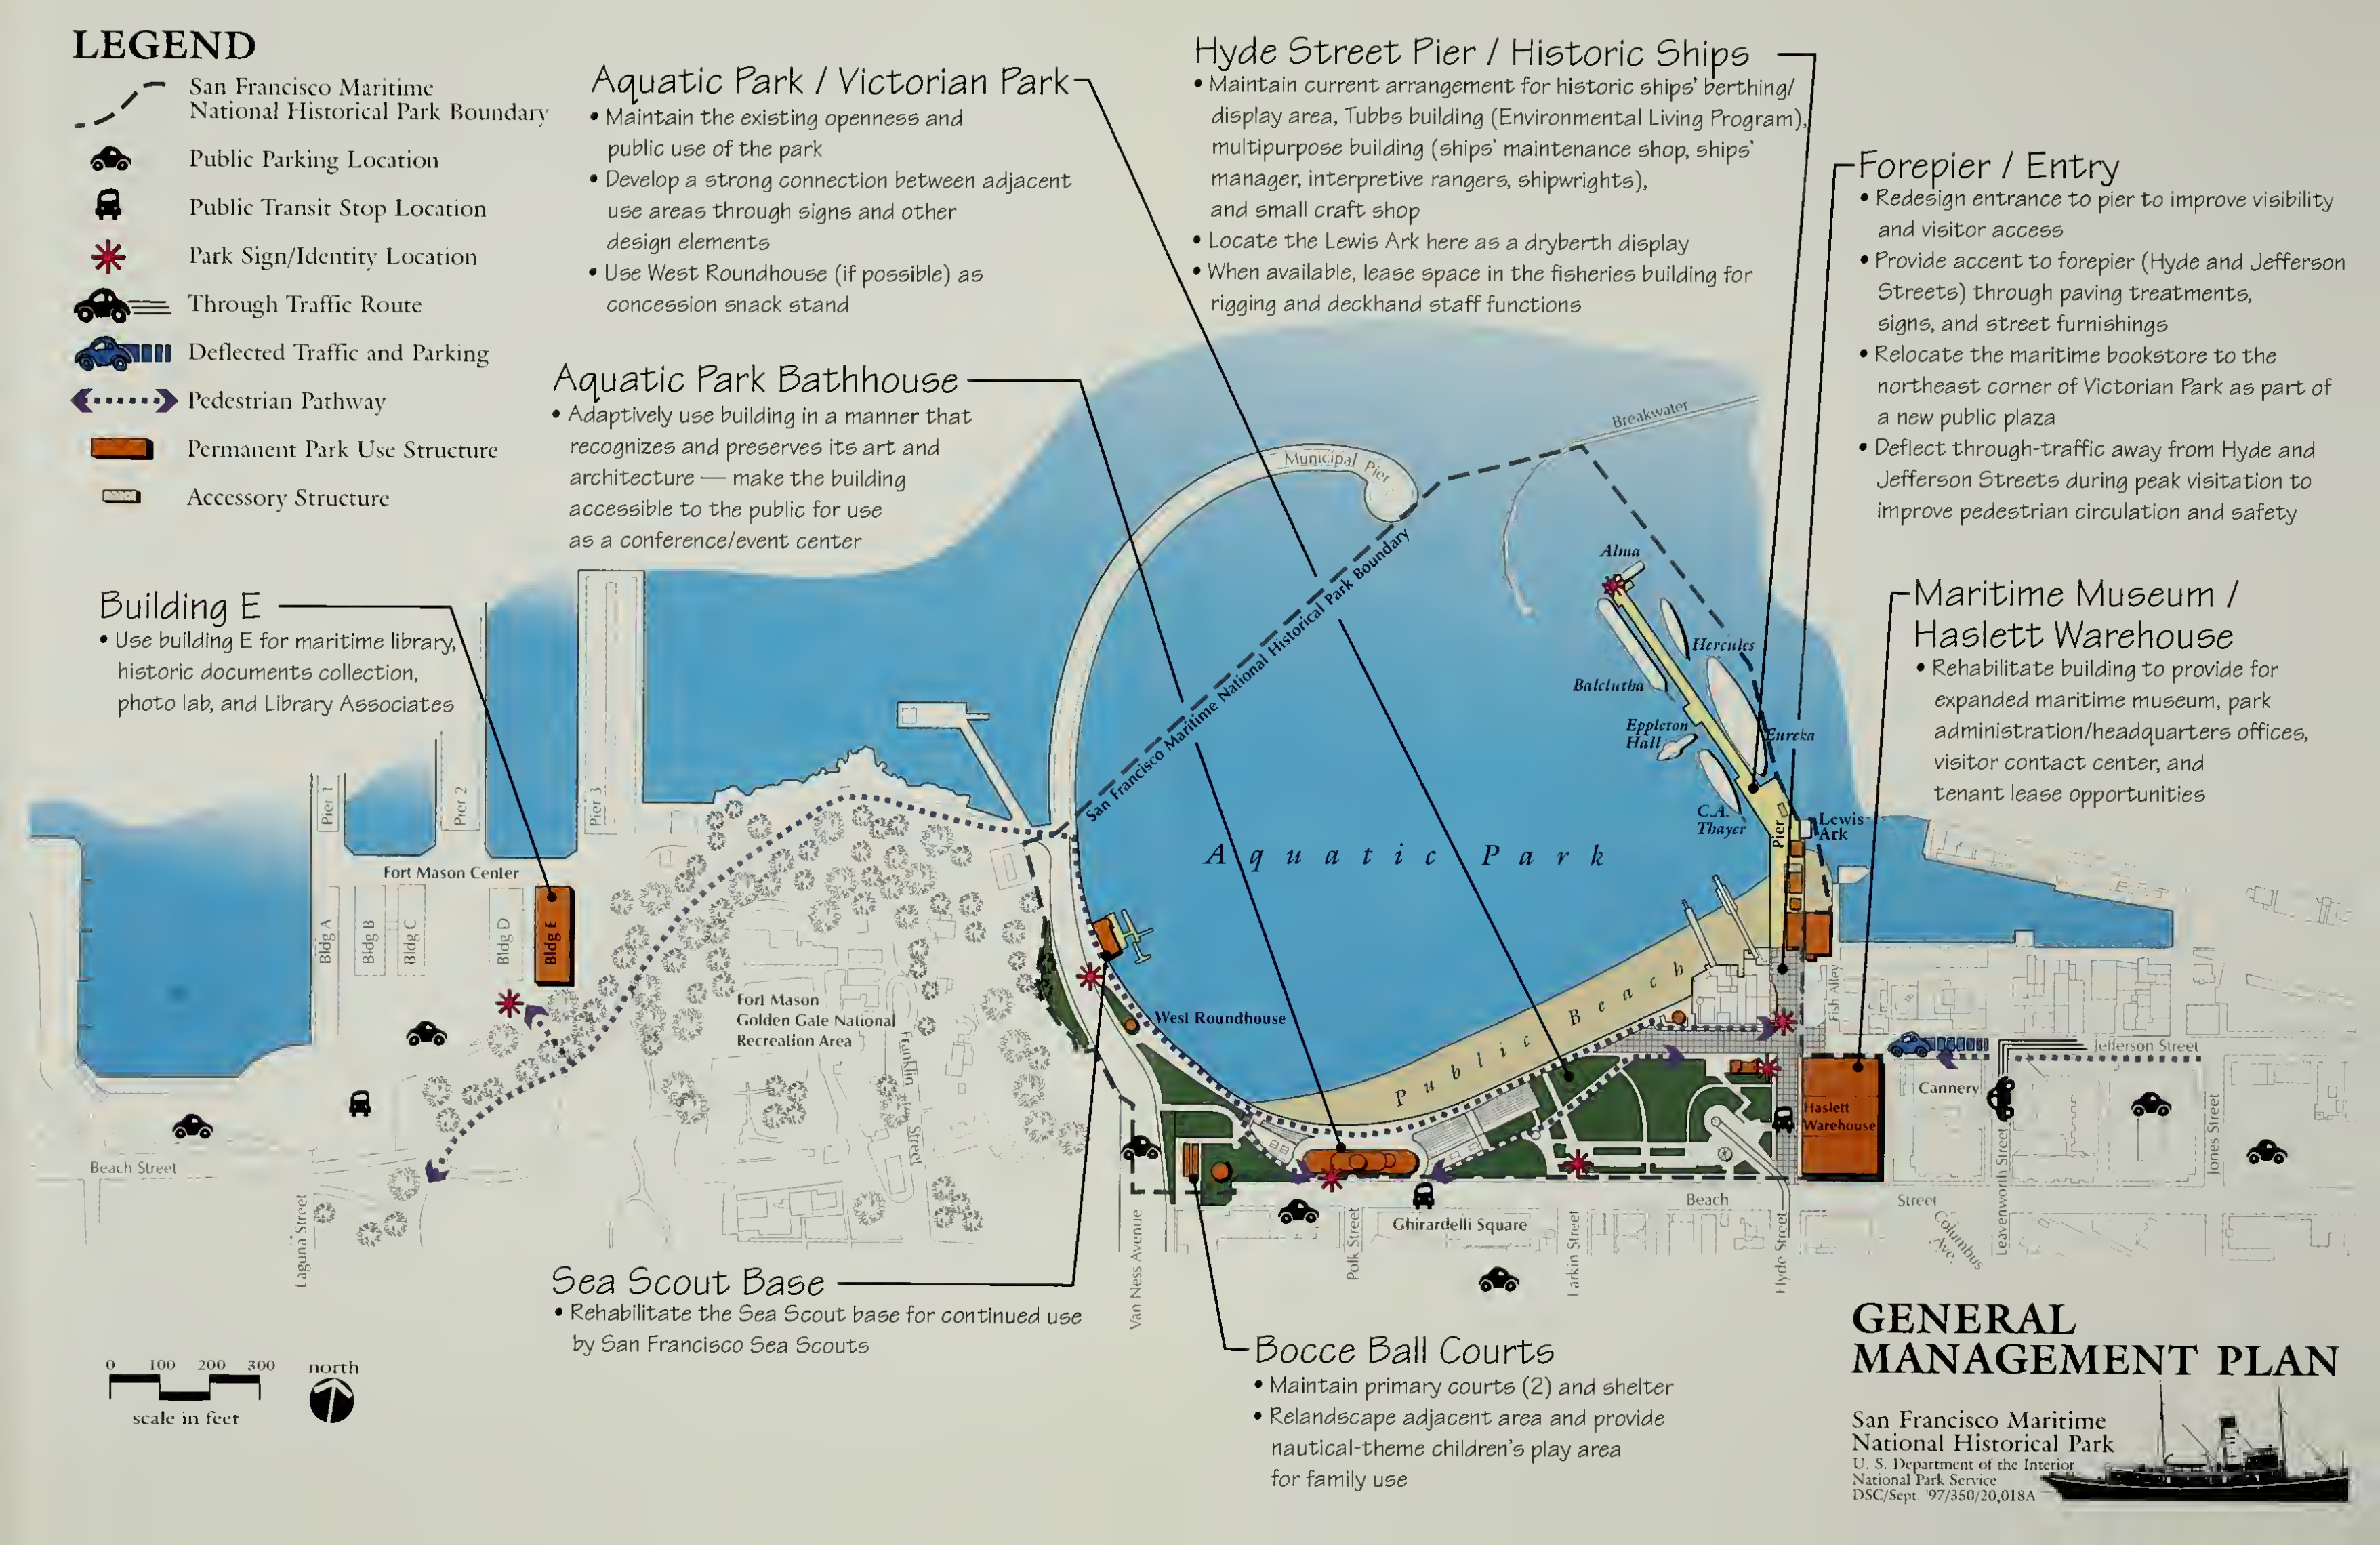 LEGEND
San Francisco Maritime
National Historical Park Boundary
Public Parking Location
Public Transit Stop Location
Park Sign/Identity Location
Through Traffic Route
Deflected Traffic and Parking
Pedestrian Pathway
Permanent Park Use Structure
Accessory Structure
Aquatic Park / Victorian Park
• Maintain the existing openness and
public use of the park
• Develop a strong connection between adjacent
use areas through signs and other
design elements
• Use West Roundhouse (if possible) as
concession snack stand
Hyde Street Pier / Historic Ships
• Maintain current arrangement for historic ships' berthing/
display area, Tubbs building (Environmental Living Program),
multipurpose building (ships' maintenance shop, ships'
manager, interpretive rangers, shipwrights),
and small craft shop
• Locate the Lewis Ark here as a dryberth display
• When available, lease space in the fisheries building for
rigging and deckhand staff functions
Forepier / Entry
• Redesign entrance to pier to improve visibility
and visitor access
• Provide accent to forepier (Hyde and Jefferson
Streets) through paving treatments,
signs, and street furnishings
• Relocate the maritime bookstore to the
northeast corner of Victorian Park as part of
a new public plaza
• Deflect through-traffic away from Hyde and
Jefferson Streets during peak visitation to
improve pedestrian circulation and safety
Aquatic Park Bathhouse
• Adaptively use building in a manner that
recognizes and preserves its art and
architecture — make the building
accessible to the public for use
as a conference/event center
Building E
• Use building E for maritime library,
historic documents collection,
photo lab, and Library Associates
Maritime Museum /
Haslett Warehouse
• Rehabilitate building to provide for
expanded maritime museum, park
administration/headquarters offices,
visitor contact center, and
tenant lease opportunities
Breakwater
Municipal Pier
San Francisco Maritime National Historical Park Boundary
Alma
Hercules
Balclutha
Eppleton
Hall
Eureka
C.A.
Thayer
Pier
Lewis
Ark
Aquatic Park
Public Beach
Pier 1
Pier 2
Pier 3
Fort Mason Center
Bldg A
Bldg B
Bldg C
Bldg D
Bldg E
Fort Mason
Golden Gate National
Recreation Area
Franklin Street
West Roundhouse
Fish Alley
Jefferson Street
Cannery
Haslett
Warehouse
Leavenworth Street
Jones Street
Beach Street
Laguna Street
Van Ness Avenue
Polk Street
Ghirardelli Square
Larkin Street
Beach
Hyde Street
Street
Columbus
Ave.
Sea Scout Base
• Rehabilitate the Sea Scout base for continued use
by San Francisco Sea Scouts
Bocce Ball Courts
• Maintain primary courts (2) and shelter
• Relandscape adjacent area and provide
nautical-theme children's play area
for family use
0 100 200 300
scale in feet
north
GENERAL
MANAGEMENT PLAN
San Francisco Maritime
National Historical Park
U. S. Department of the Interior
National Park Service
DSC/Sept. '97/350/20,018A